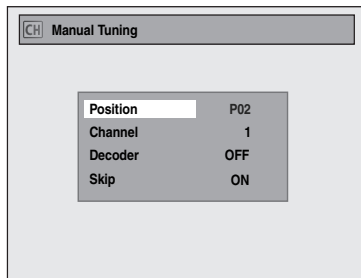 CH Manual Tuning
Position P02
Channel 1
Decoder OFF
Skip ON